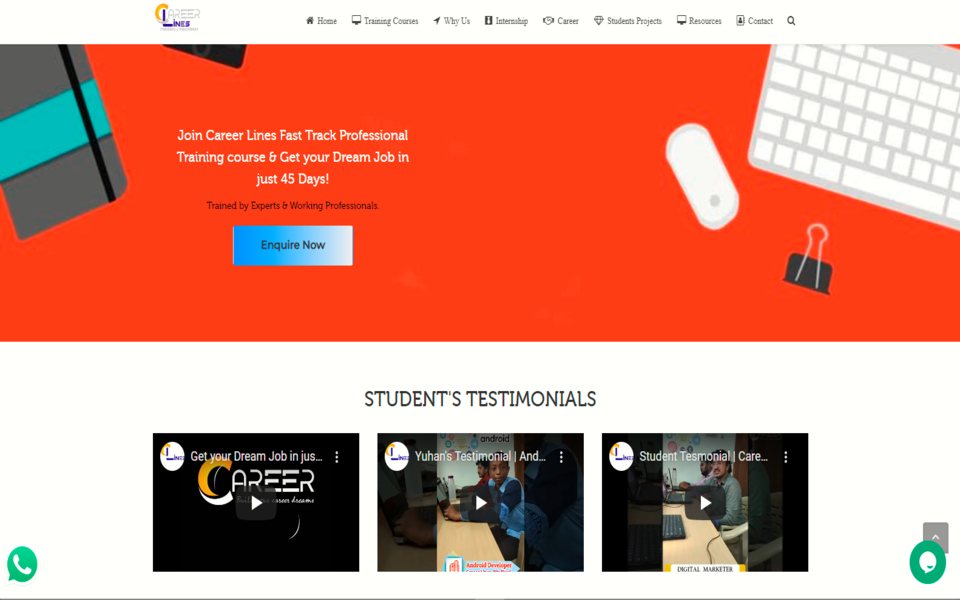 CAREER
LINES
Home
Training Courses
Why Us
Internship
Career
Students Projects
Resources
Contact
Join Career Lines Fast Track Professional
Training course & Get your Dream Job in
just 45 Days!
Trained by Experts & Working Professionals.
Enquire Now
STUDENT'S TESTIMONIALS
Get your Dream Job in jus...
CAREER
Yuhan's Testimonial | And...
android
Android Developer
Student Tesmonial | Care...
DIGITAL MARKETER